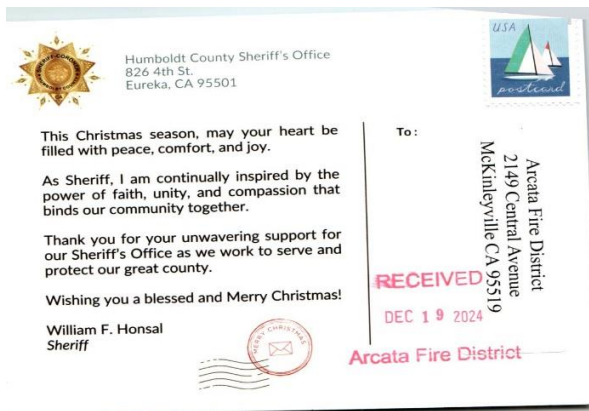 SHERIFF-CORONER
Humboldt County Sheriff's Office
826 4th St.
Eureka, CA 95501
USA
postcard
This Christmas season, may your heart be
filled with peace, comfort, and joy.
As Sheriff, I am continually inspired by the
power of faith, unity, and compassion that
binds our community together.
Thank you for your unwavering support for
our Sheriff's Office as we work to serve and
protect our great county.
Wishing you a blessed and Merry Christmas!
William F. Honsal
Sheriff
MERRY CHRISTMAS
To:
Arcata Fire District
2149 Central Avenue
McKinleyville CA 95519
RECEIVED
DEC 19 2024
Arcata Fire District